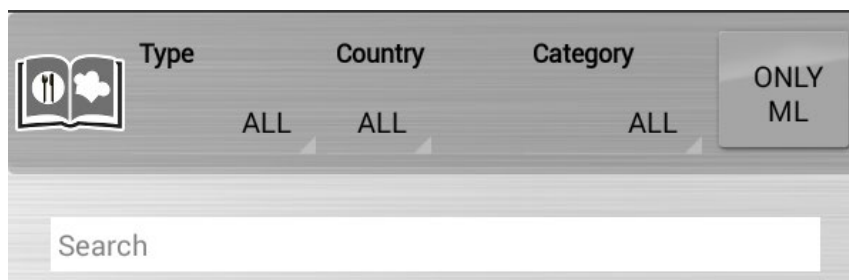 Type Country Category
ONLY
ML
ALL ALL ALL
Search